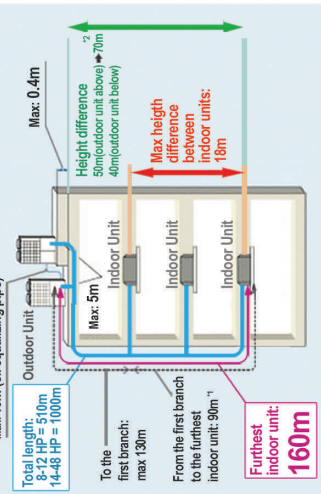 Max: 0.4m
Outdoor Unit
Total length:
8-12 HP = 510m
14-48 HP = 1000m
Max: 5m
Height difference *2
50m(outdoor unit above) ➡ 70m
40m(outdoor unit below)
Indoor Unit
Indoor Unit
Indoor Unit
Max heigth
difference
between
indoor units:
18m
To the
first branch:
max 130m
From the first branch
to the furthest
indoor unit: 90m *1
Furthest
indoor unit:
160m